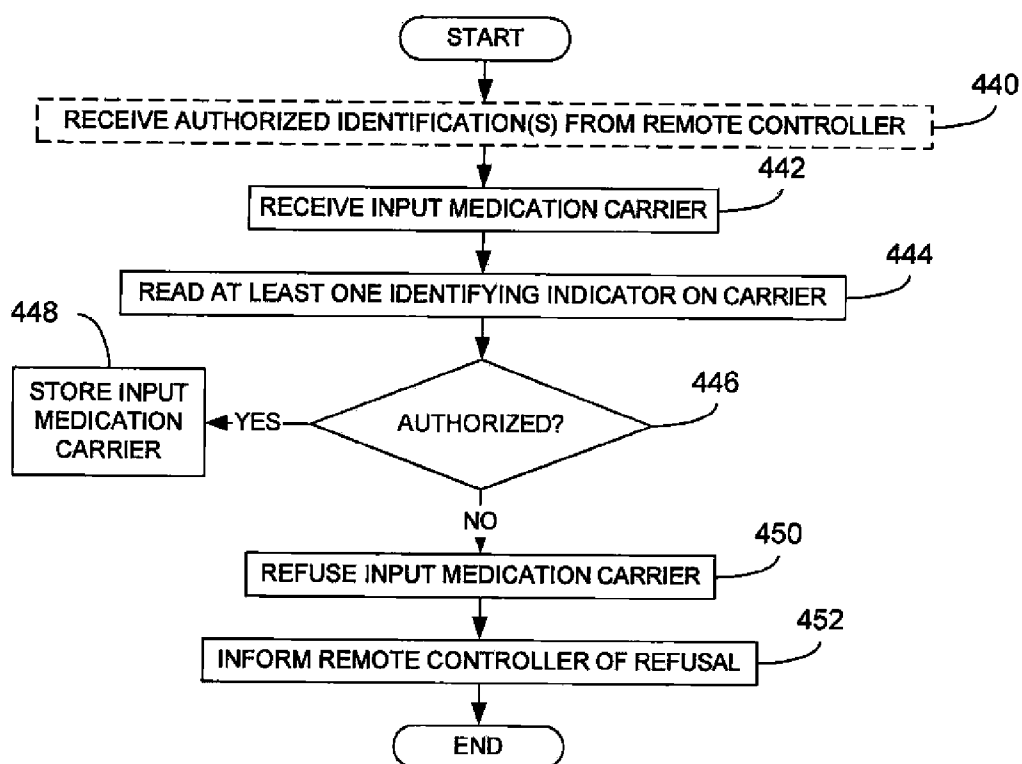 START
RECEIVE AUTHORIZED IDENTIFICATION(S) FROM REMOTE CONTROLLER
440
442
RECEIVE INPUT MEDICATION CARRIER
444
READ AT LEAST ONE IDENTIFYING INDICATOR ON CARRIER
448
446
STORE INPUT
MEDICATION
CARRIER
YES
AUTHORIZED?
NO
450
REFUSE INPUT MEDICATION CARRIER
452
INFORM REMOTE CONTROLLER OF REFUSAL
END